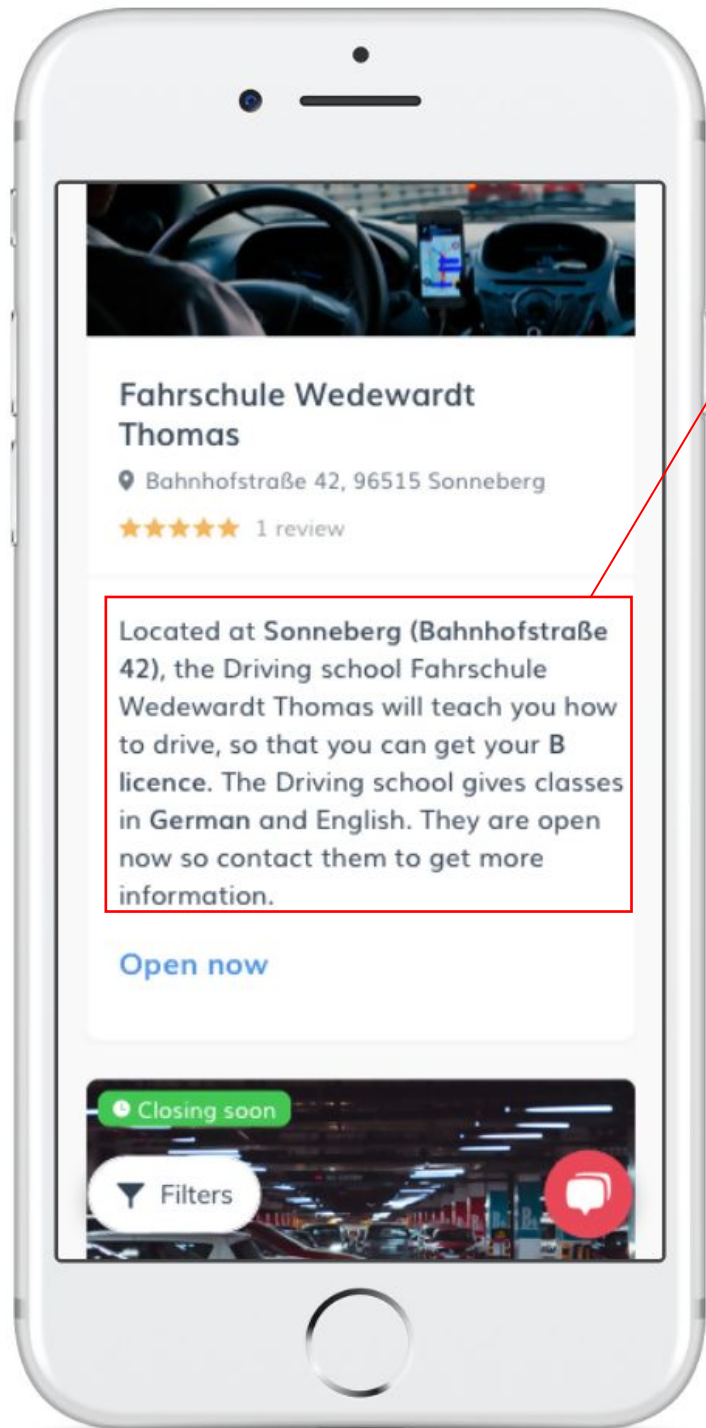 Fahrschule Wedewardt
Thomas
Bahnhofstraße 42, 96515 Sonneberg
1 review
Located at Sonneberg (Bahnhofstraße
42), the Driving school Fahrschule
Wedewardt Thomas will teach you how
to drive, so that you can get your B
licence. The Driving school gives classes
in German and English. They are open
now so contact them to get more
information.
Open now
Closing soon
Filters